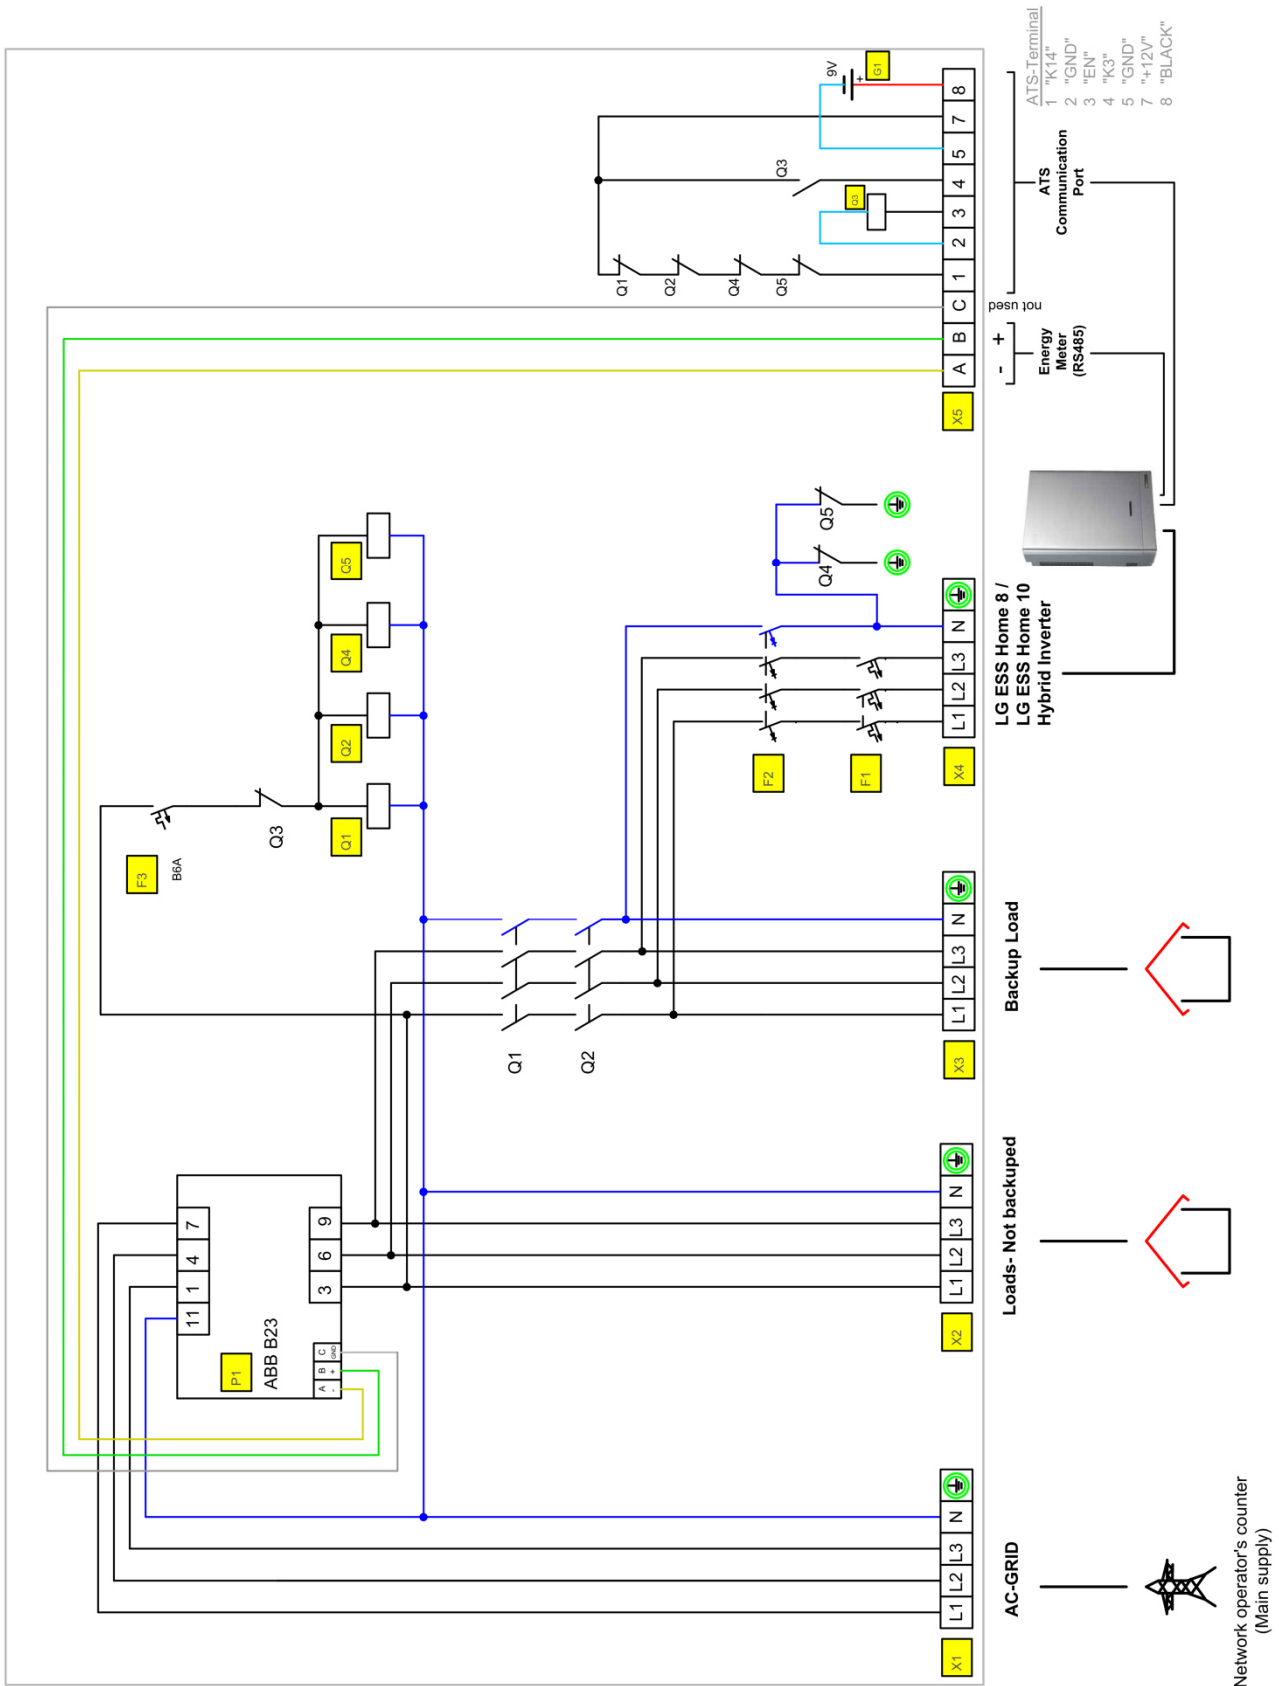 ATS-Terminal
1 "K14"
2 "GND"
3 "EN"
4 "K3"
5 "GND"
7 "+12V"
8 "BLACK"
9V
+
G1
Q3
Q3
Q1
Q2
Q4
Q5
A
B
C
1
2
3
4
5
7
8
X5
- +
Energy
Meter
(RS485)
not used
ATS
Communication
Port
F3
B6A
Q3
Q1
Q2
Q4
Q5
Q4
Q5
F2
F1
X4
L1
L2
L3
N
LG ESS Home 8 /
LG ESS Home 10
Hybrid Inverter
Q1
Q2
X3
L1
L2
L3
N
Backup Load
P1
ABB B23
11
1
4
7
3
6
9
A -
B +
C GND
X2
L1
L2
L3
N
Loads- Not backuped
X1
L1
L2
L3
N
AC-GRID
Network operator's counter
(Main supply)